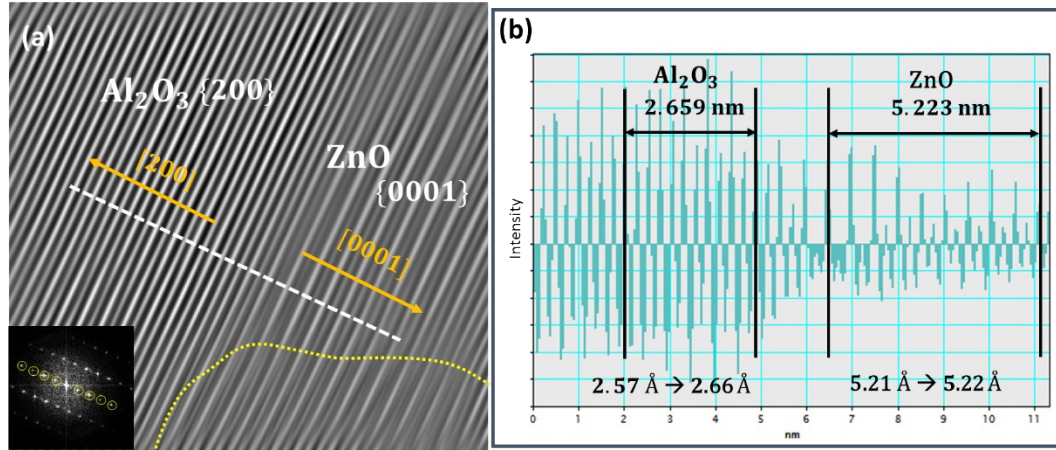 (a)
Al₂O₃ {200}
ZnO
{0001}
[200]
[0001]
(b)
Al₂O₃
2.659 nm
ZnO
5.223 nm
Intensity
2.57 Å → 2.66 Å
5.21 Å → 5.22 Å
0 1 2 3 4 5 6 7 8 9 10 11
nm